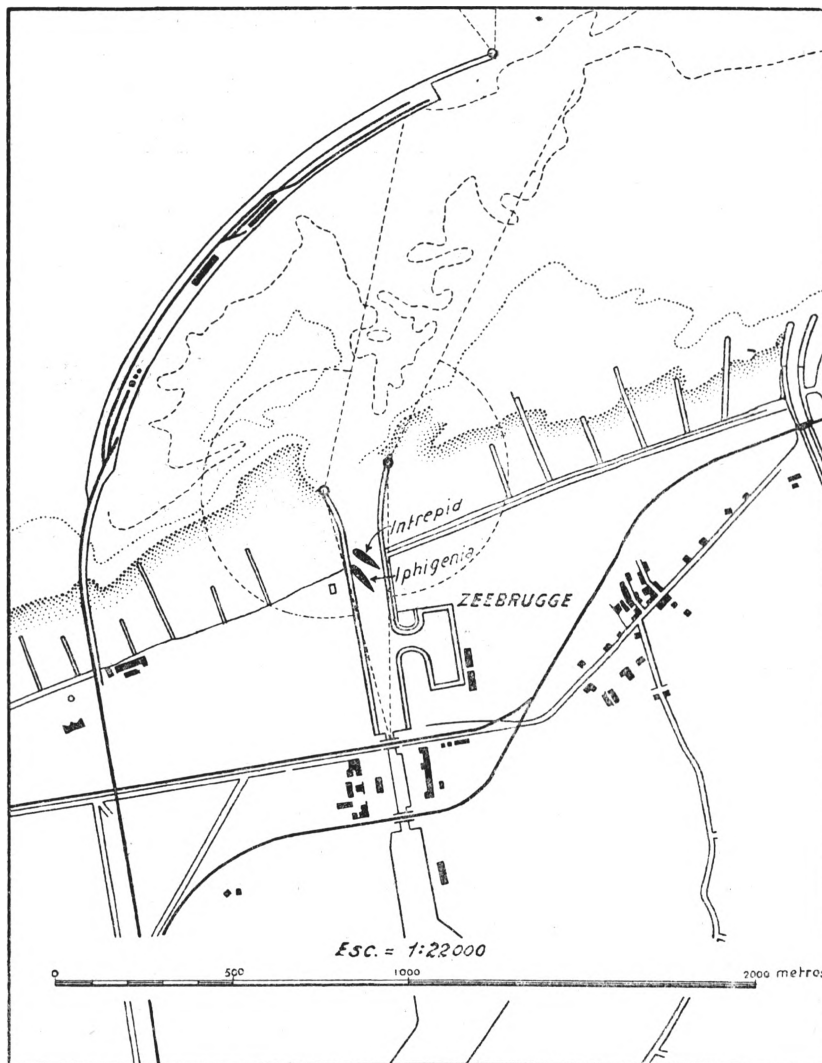 Intrepid
Iphigenia
ZEEBRUGGE
Esc. = 1:22000
0 500 1000 2000 metros